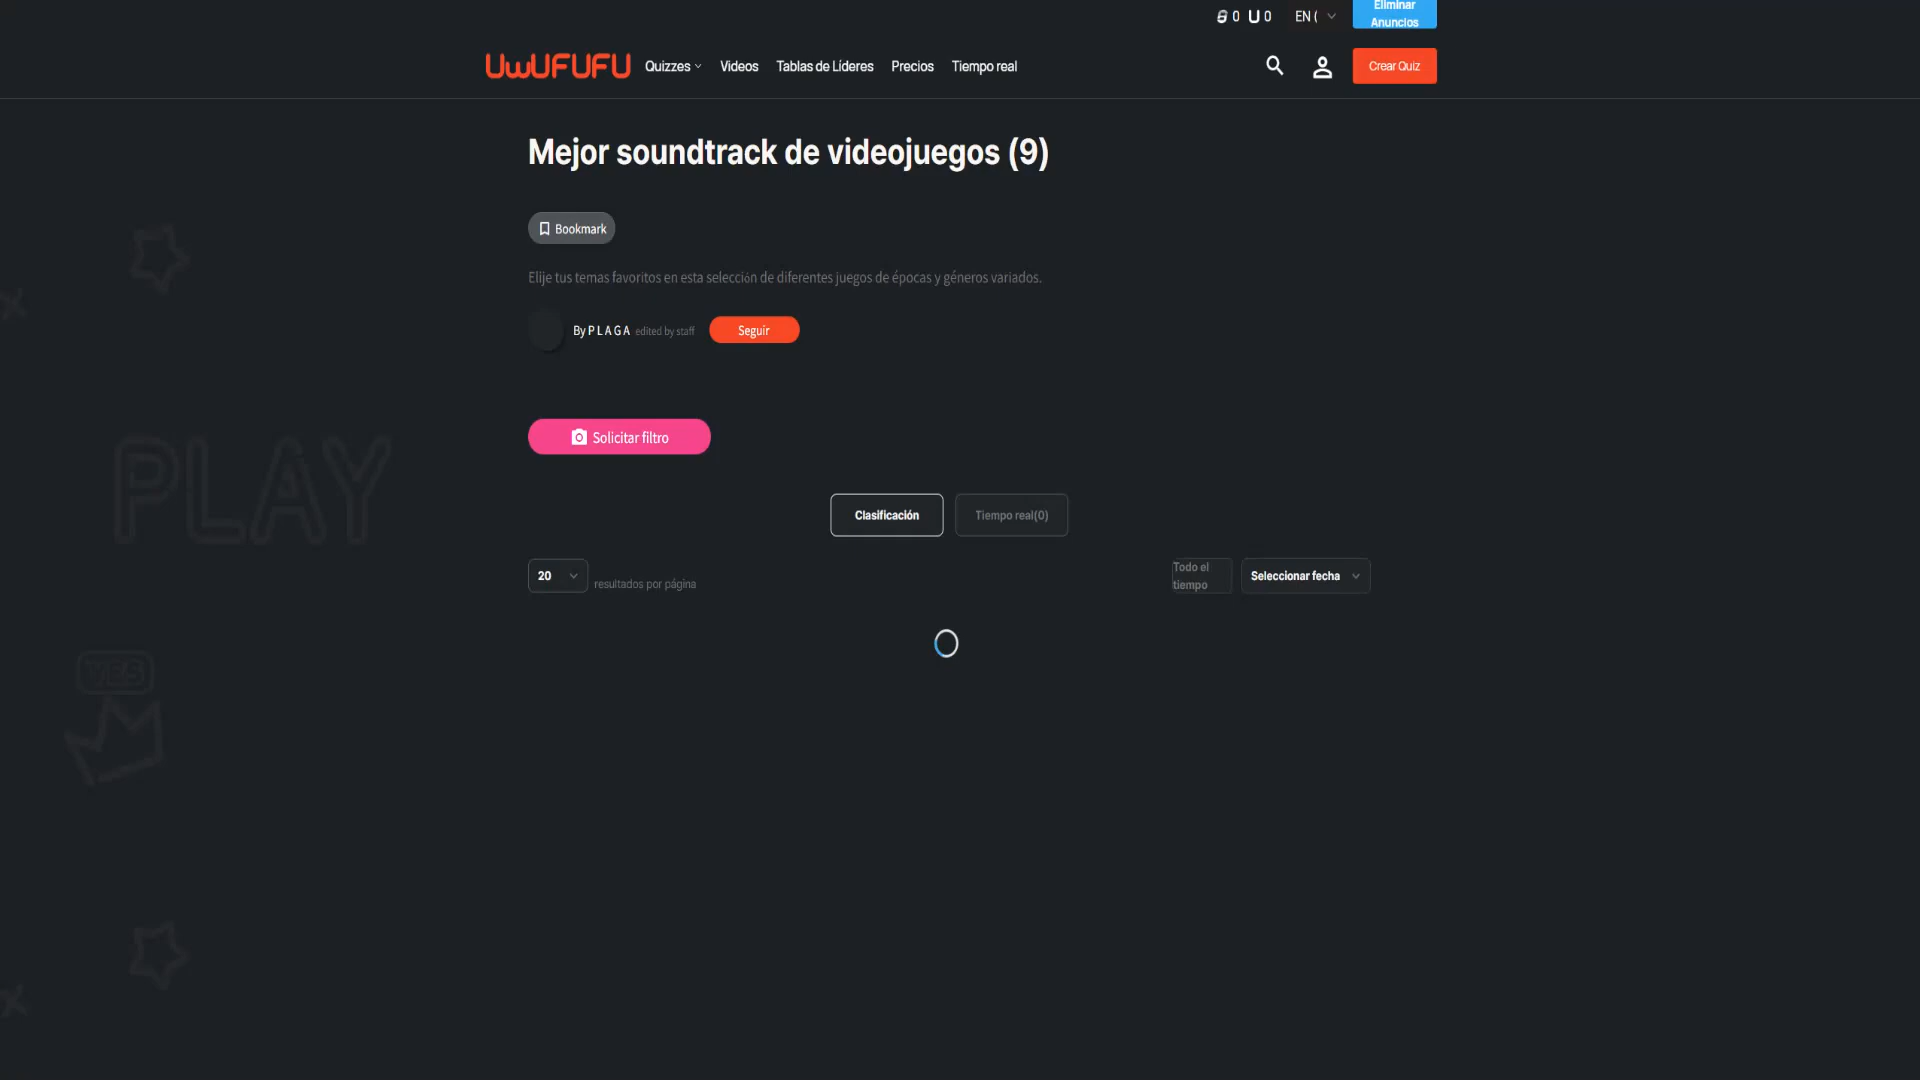 0 U 0 EN (
Eliminar
Anuncios
UwUFUFU Quizzes Videos Tablas de Líderes Precios Tiempo real Crear Quiz
Mejor soundtrack de videojuegos (9)
Bookmark
Elije tus temas favoritos en esta selección de diferentes juegos de épocas y géneros variados.
By P L A G A edited by staff Seguir
Solicitar filtro
PLAY
Clasificación Tiempo real(0)
20 resultados por página
Todo el
tiempo
Seleccionar fecha
YES